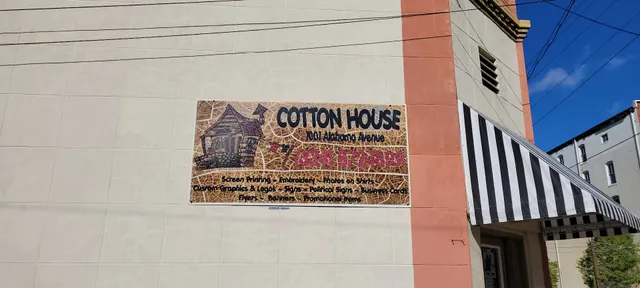 COTTON HOUSE
1001 Alabama Avenue
Screen Printing ~ Embroidery ~ Photos on Shirts
Custom Graphics & Logos ~ Signs ~ Political Signs ~ Business Cards
Flyers ~ Banners ~ Promotional Items